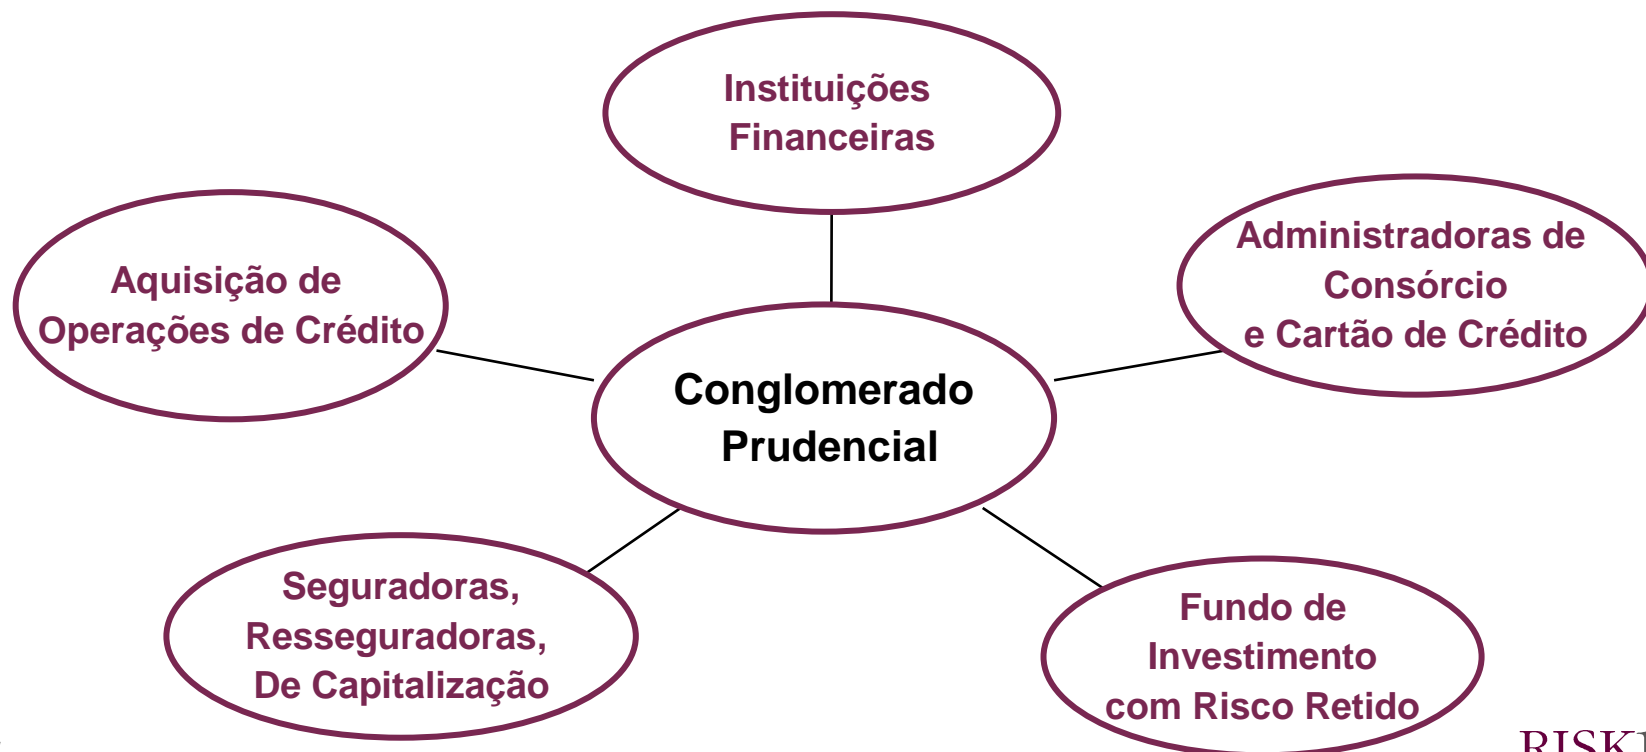 Instituições
Financeiras
Aquisição de
Operações de Crédito
Administradoras de
Consórcio
e Cartão de Crédito
Conglomerado
Prudencial
Seguradoras,
Resseguradoras,
De Capitalização
Fundo de
Investimento
com Risco Retido